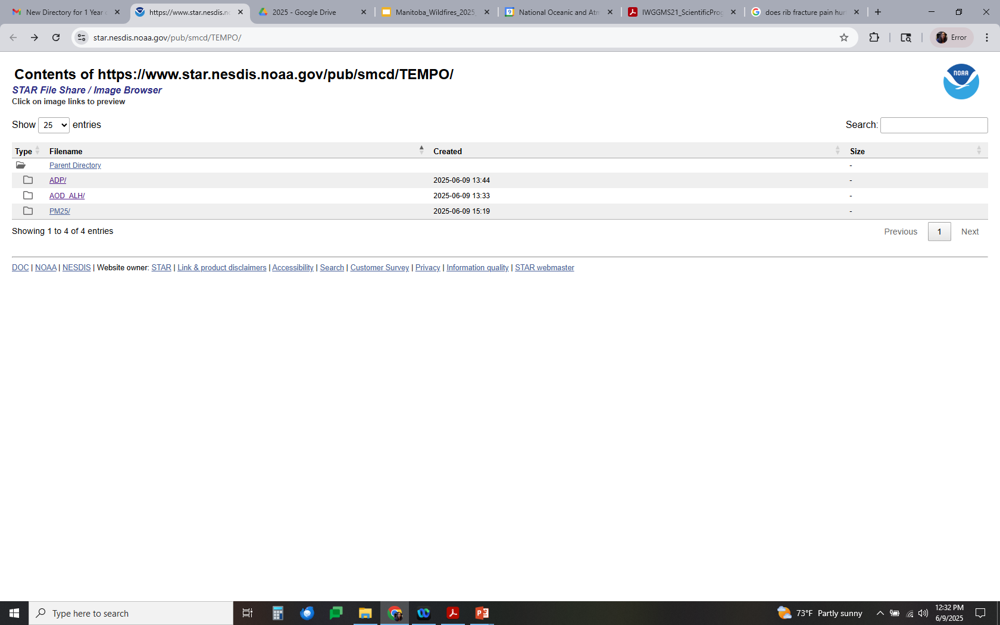 New Directory for 1 Year
https://www.star.nesdis.no
2025 - Google Drive
Manitoba_Wildfires_2025
National Oceanic and Atm
IWGGMS21_ScientificProg
does rib fracture pain hur
star.nesdis.noaa.gov/pub/smcd/TEMPO/
Error
Contents of https://www.star.nesdis.noaa.gov/pub/smcd/TEMPO/
STAR File Share / Image Browser
Click on image links to preview
NOAA
Show 25 entries
Search:
Type Filename Created Size
Parent Directory -
ADP/ 2025-06-09 13:44 -
AOD_ALH/ 2025-06-09 13:33 -
PM25/ 2025-06-09 15:19 -
Showing 1 to 4 of 4 entries
Previous 1 Next
DOC | NOAA | NESDIS | Website owner: STAR | Link & product disclaimers | Accessibility | Search | Customer Survey | Privacy | Information quality | STAR webmaster
Type here to search
73°F Partly sunny
12:32 PM
6/9/2025